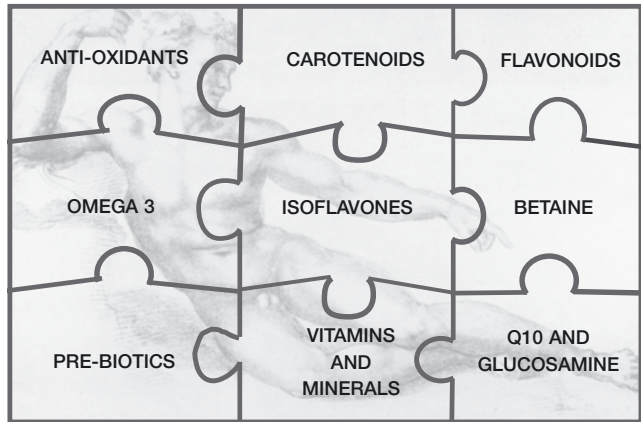 ANTI-OXIDANTS
CAROTENOIDS
FLAVONOIDS
OMEGA 3
ISOFLAVONES
BETAINE
PRE-BIOTICS
VITAMINS
AND
MINERALS
Q10 AND
GLUCOSAMINE